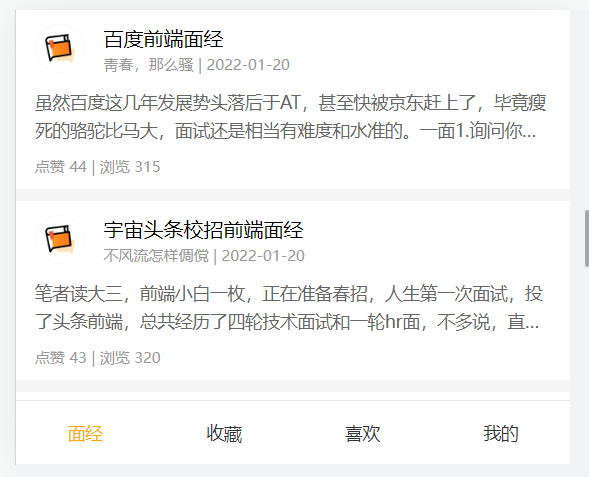 百度前端面经
青春，那么骚 | 2022-01-20
虽然百度这几年发展势头落后于AT，甚至快被京东赶上了，毕竟瘦
死的骆驼比马大，面试还是相当有难度和水准的。一面1.询问你...
点赞 44 | 浏览 315
宇宙头条校招前端面经
不风流怎样倜傥 | 2022-01-20
笔者读大三，前端小白一枚，正在准备春招，人生第一次面试，投
了头条前端，总共经历了四轮技术面试和一轮hr面，不多说，直...
点赞 43 | 浏览 320
面经 收藏 喜欢 我的